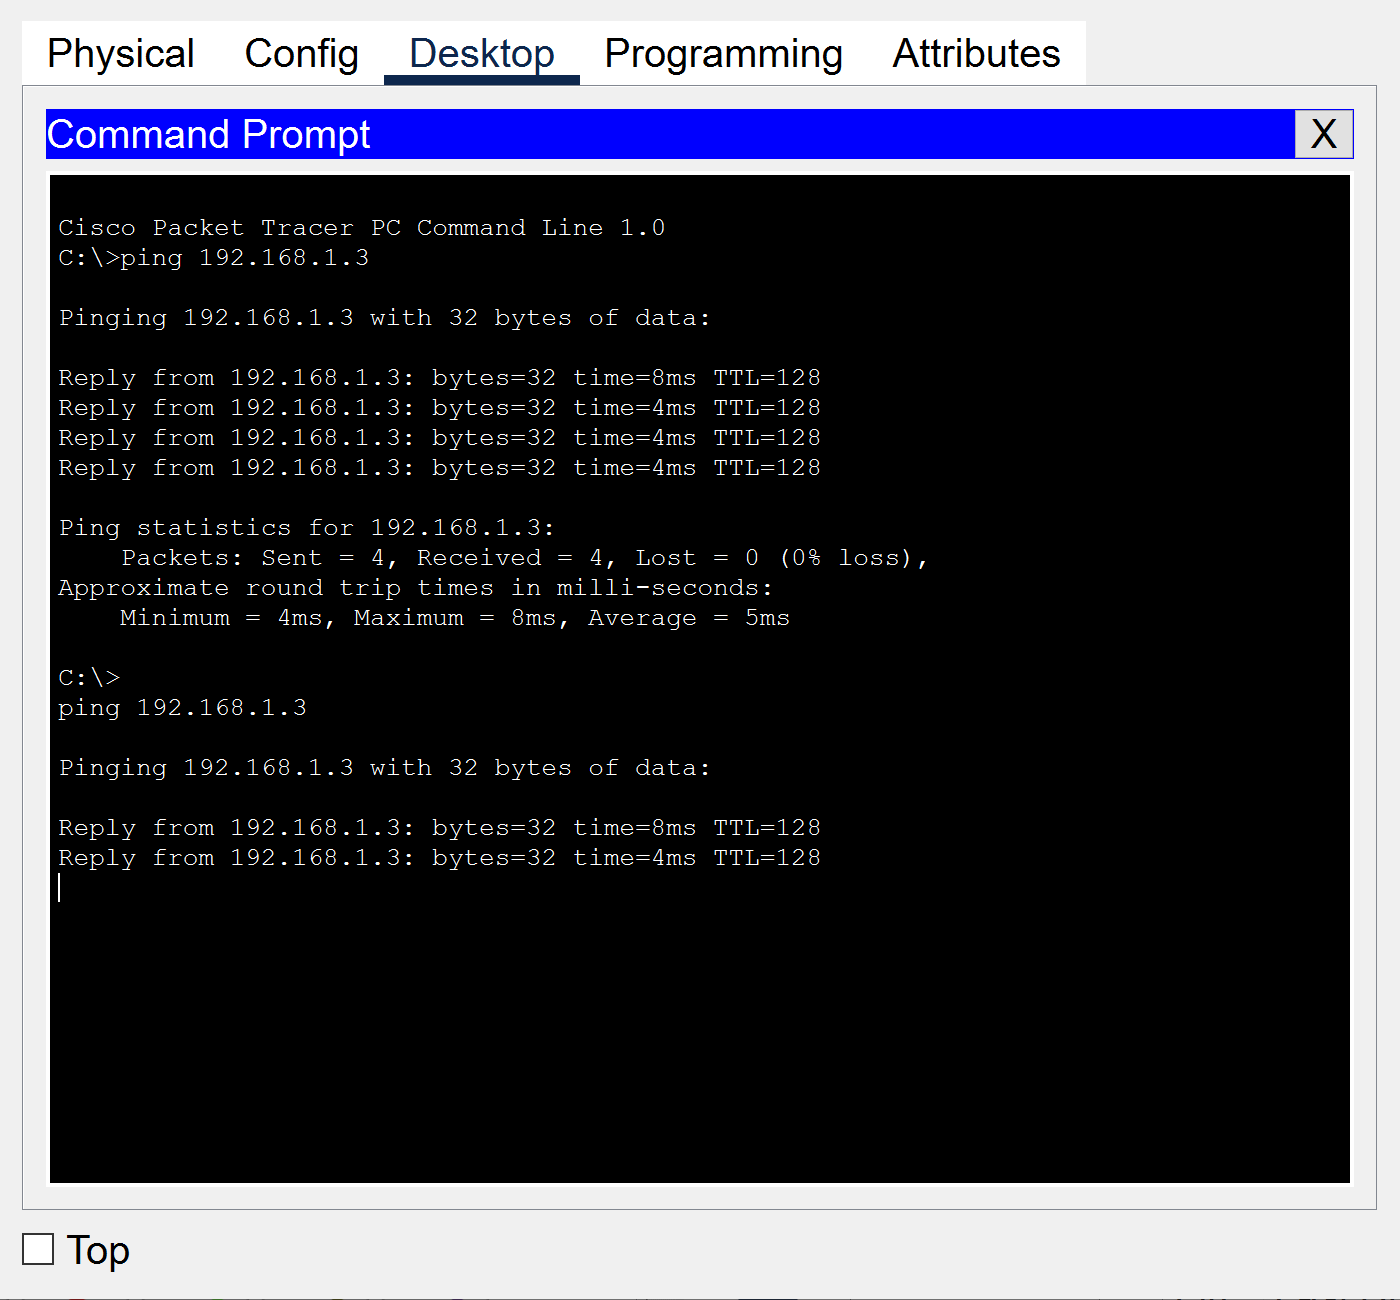 Physical Config Desktop Programming Attributes
Command Prompt X
Cisco Packet Tracer PC Command Line 1.0
C:\>ping 192.168.1.3
Pinging 192.168.1.3 with 32 bytes of data:
Reply from 192.168.1.3: bytes=32 time=8ms TTL=128
Reply from 192.168.1.3: bytes=32 time=4ms TTL=128
Reply from 192.168.1.3: bytes=32 time=4ms TTL=128
Reply from 192.168.1.3: bytes=32 time=4ms TTL=128
Ping statistics for 192.168.1.3:
    Packets: Sent = 4, Received = 4, Lost = 0 (0% loss),
Approximate round trip times in milli-seconds:
    Minimum = 4ms, Maximum = 8ms, Average = 5ms
C:\>
ping 192.168.1.3
Pinging 192.168.1.3 with 32 bytes of data:
Reply from 192.168.1.3: bytes=32 time=8ms TTL=128
Reply from 192.168.1.3: bytes=32 time=4ms TTL=128
Top